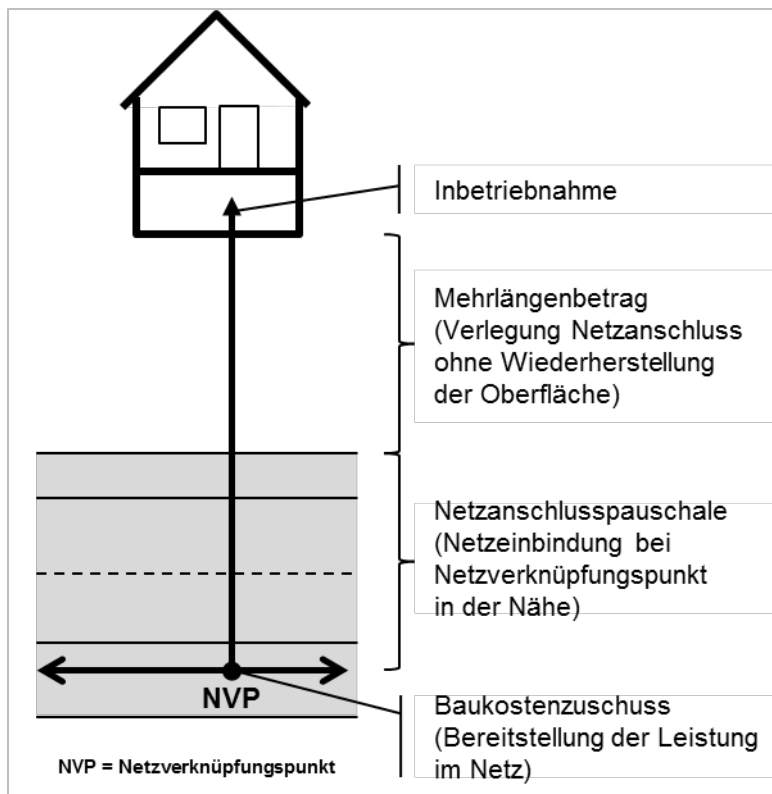 Inbetriebnahme
Mehrlängenbetrag
(Verlegung Netzanschluss
ohne Wiederherstellung
der Oberfläche)
Netzanschlusspauschale
(Netzeinbindung bei
Netzverknüpfungspunkt
in der Nähe)
NVP
Baukostenzuschuss
(Bereitstellung der Leistung
im Netz)
NVP = Netzverknüpfungspunkt